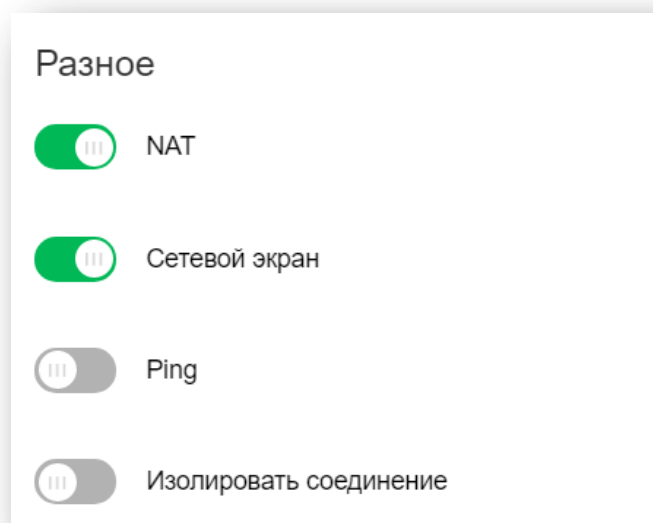 Разное
NAT
Сетевой экран
Ping
Изолировать соединение